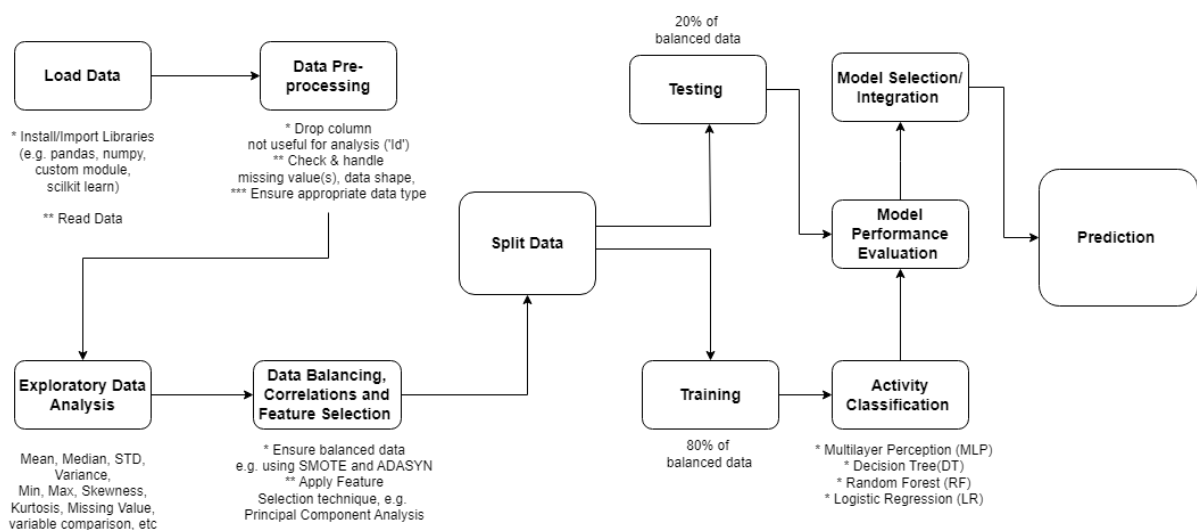 Load Data
* Install/Import Libraries
(e.g. pandas, numpy,
custom module,
scilkit learn)
** Read Data
Data Pre-
processing
* Drop column
not useful for analysis ('Id')
** Check & handle
missing value(s), data shape,
*** Ensure appropriate data type
Exploratory Data
Analysis
Mean, Median, STD,
Variance,
Min, Max, Skewness,
Kurtosis, Missing Value,
variable comparison, etc
Data Balancing,
Correlations and
Feature Selection
* Ensure balanced data
e.g. using SMOTE and ADASYN
** Apply Feature
Selection technique, e.g.
Principal Component Analysis
Split Data
20% of
balanced data
Testing
Training
80% of
balanced data
Model Selection/
Integration
Model
Performance
Evaluation
Activity
Classification
* Multilayer Perception (MLP)
* Decision Tree(DT)
* Random Forest (RF)
* Logistic Regression (LR)
Prediction